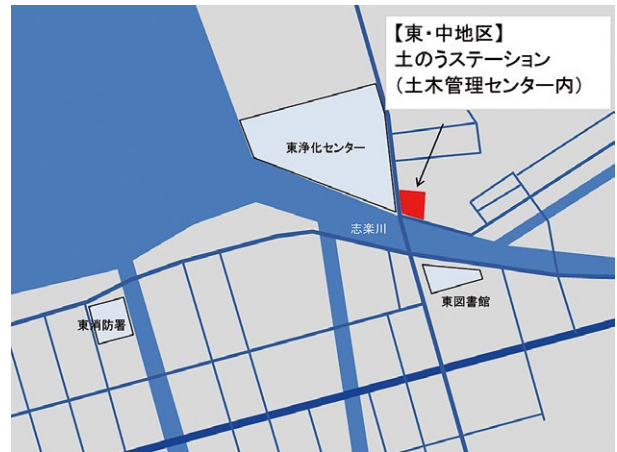 【東・中地区】
土のうステーション
（土木管理センター内）
東浄化センター
志楽川
東図書館
東消防署